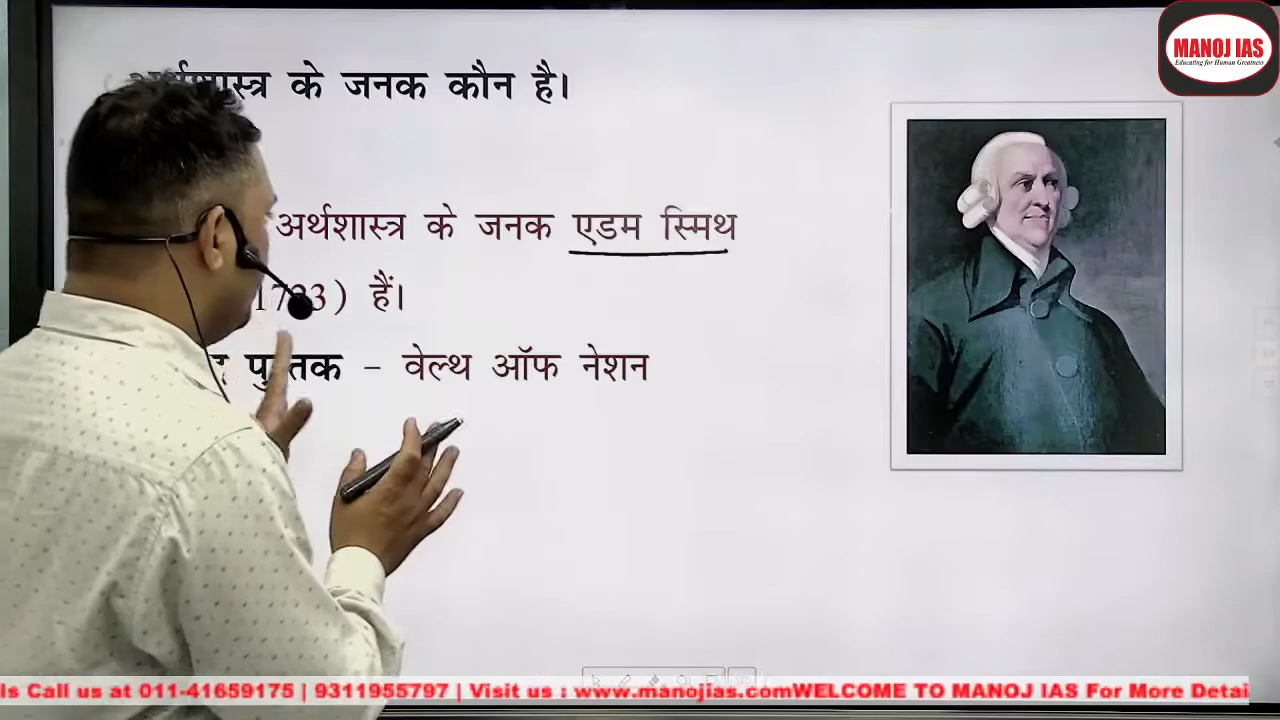 MANOJ IAS
Educating for Human Greatness
अर्थशास्त्र के जनक कौन है।
अर्थशास्त्र के जनक एडम स्मिथ
हैं।
पुस्तक – वेल्थ ऑफ नेशन
ls Call us at 011-41659175 | 9311955797 | Visit us : www.manojias.comWELCOME TO MANOJ IAS For More Detai